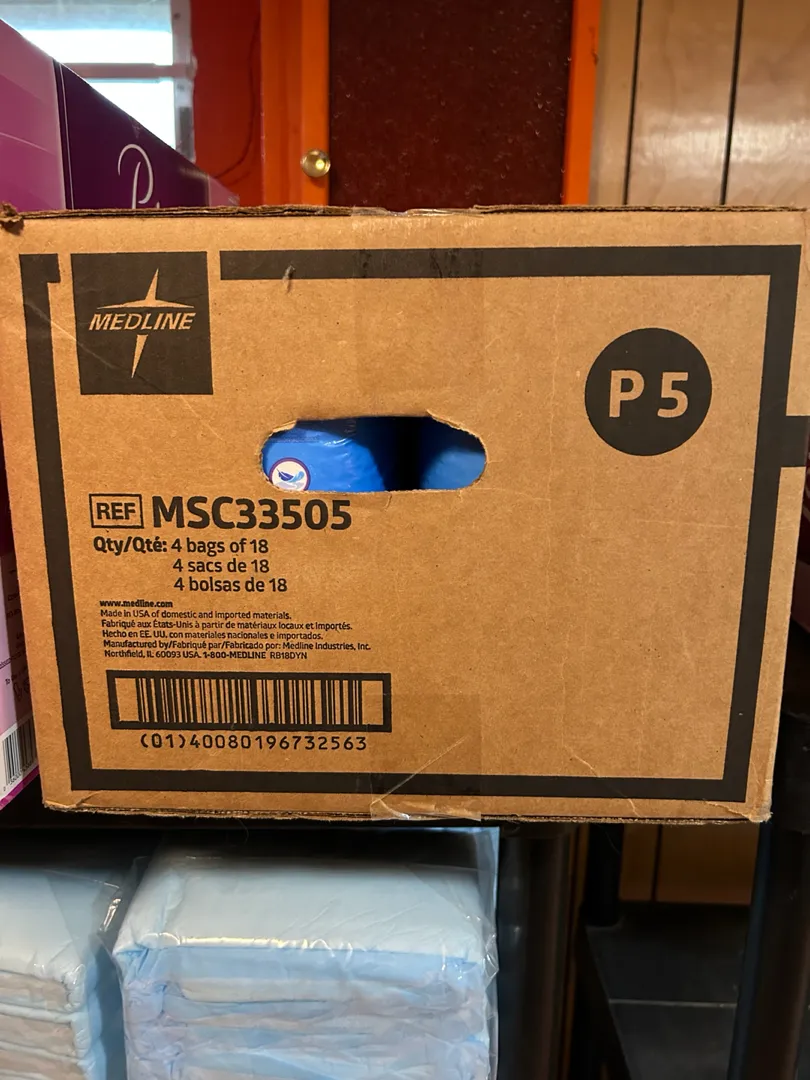 MEDLINE
P 5
REF MSC33505
Qty/Qté: 4 bags of 18
4 sacs de 18
4 bolsas de 18
www.medline.com
Made in USA of domestic and imported materials.
Fabriqué aux États-Unis à partir de matériaux locaux et importés.
Hecho en EE. UU. con materiales nacionales e importados.
Manufactured by/Fabriqué par/Fabricado por: Medline Industries, Inc.
Northfield, IL 60093 USA. 1-800-MEDLINE RB18DYN
(01)40080196732563